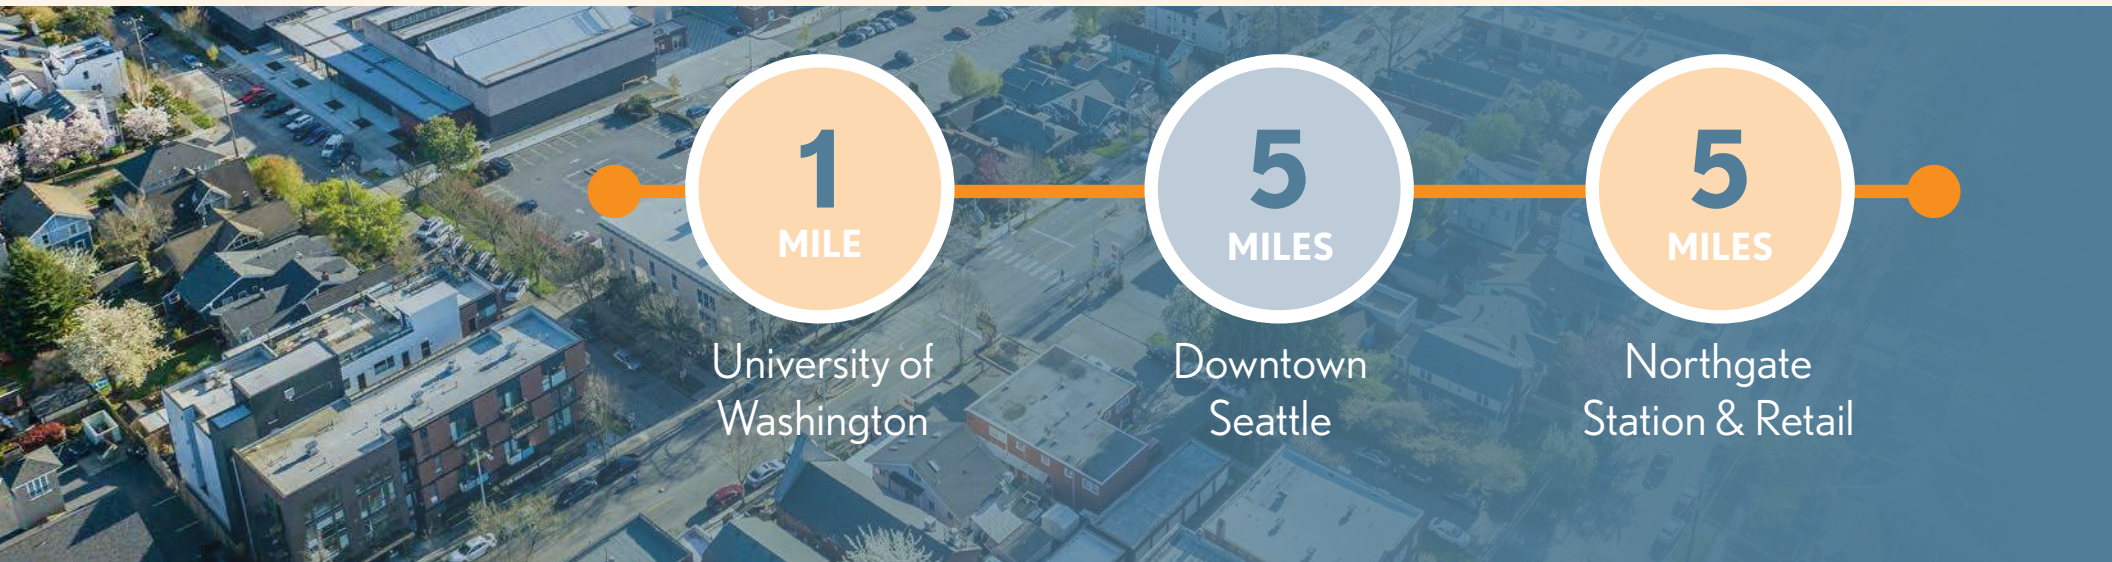 1
MILE
University of
Washington
5
MILES
Downtown
Seattle
5
MILES
Northgate
Station & Retail